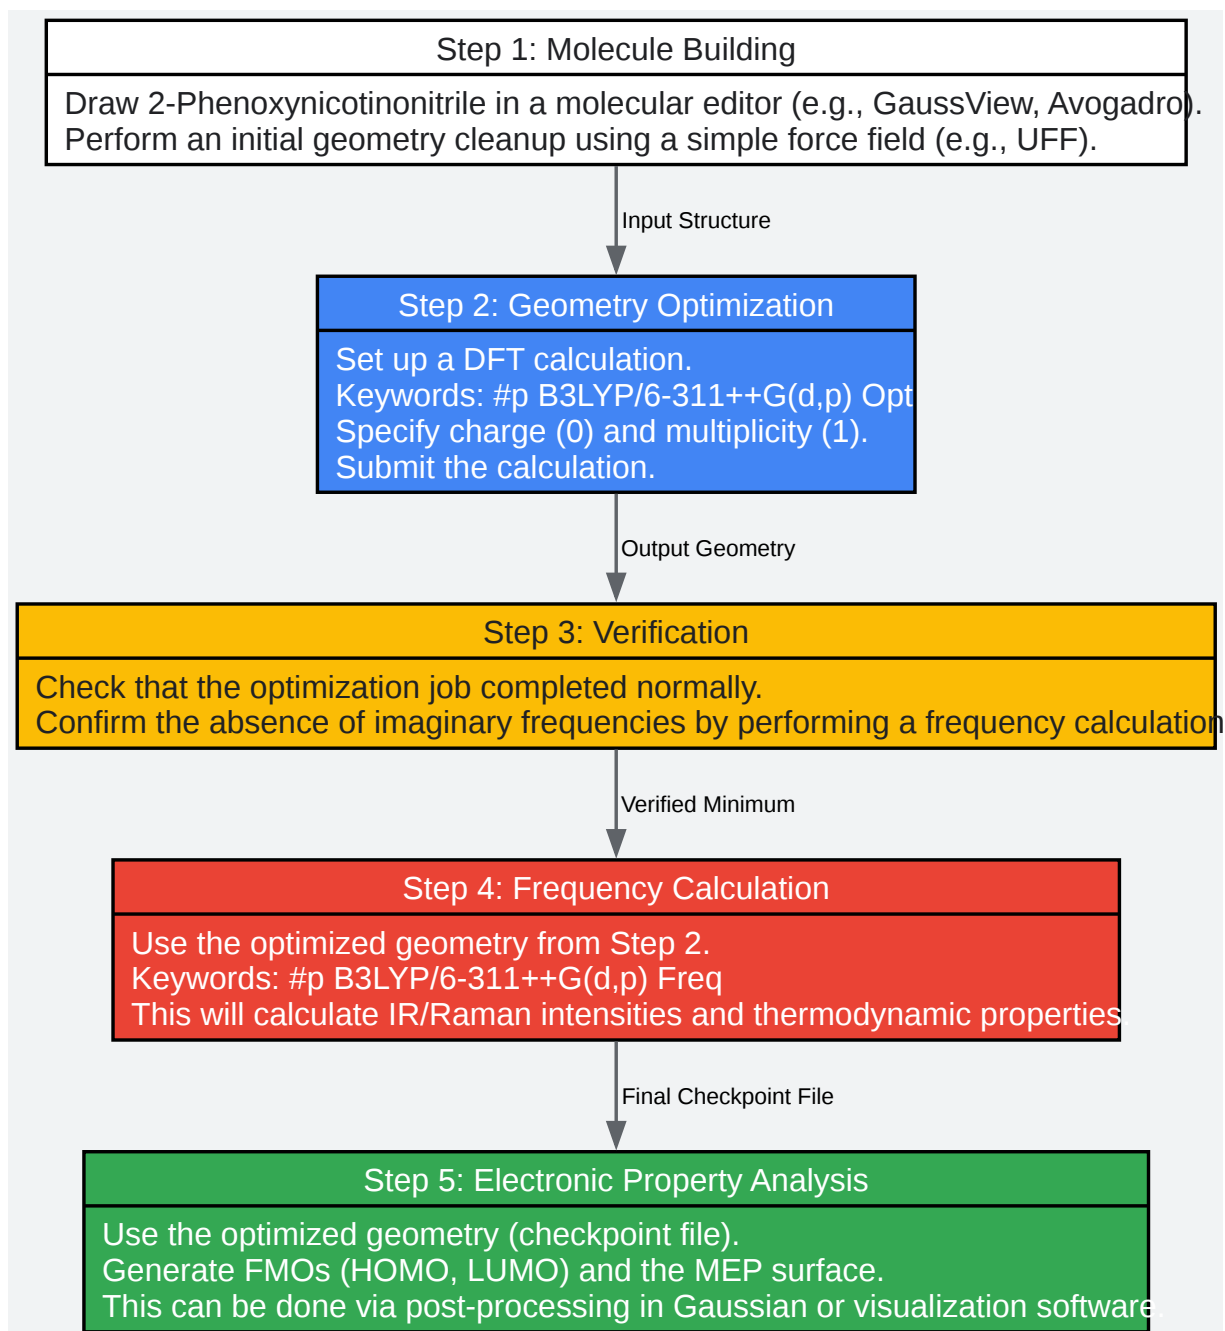 Step 1: Molecule Building
Draw 2-Phenoxynicotinonitrile in a molecular editor (e.g., GaussView, Avogadro).
Perform an initial geometry cleanup using a simple force field (e.g., UFF).
Input Structure
Step 2: Geometry Optimization
Set up a DFT calculation.
Keywords: #p B3LYP/6-311++G(d,p) Opt
Specify charge (0) and multiplicity (1).
Submit the calculation.
Output Geometry
Step 3: Verification
Check that the optimization job completed normally.
Confirm the absence of imaginary frequencies by performing a frequency calculation
Verified Minimum
Step 4: Frequency Calculation
Use the optimized geometry from Step 2.
Keywords: #p B3LYP/6-311++G(d,p) Freq
This will calculate IR/Raman intensities and thermodynamic properties.
Final Checkpoint File
Step 5: Electronic Property Analysis
Use the optimized geometry (checkpoint file).
Generate FMOs (HOMO, LUMO) and the MEP surface.
This can be done via post-processing in Gaussian or visualization software.